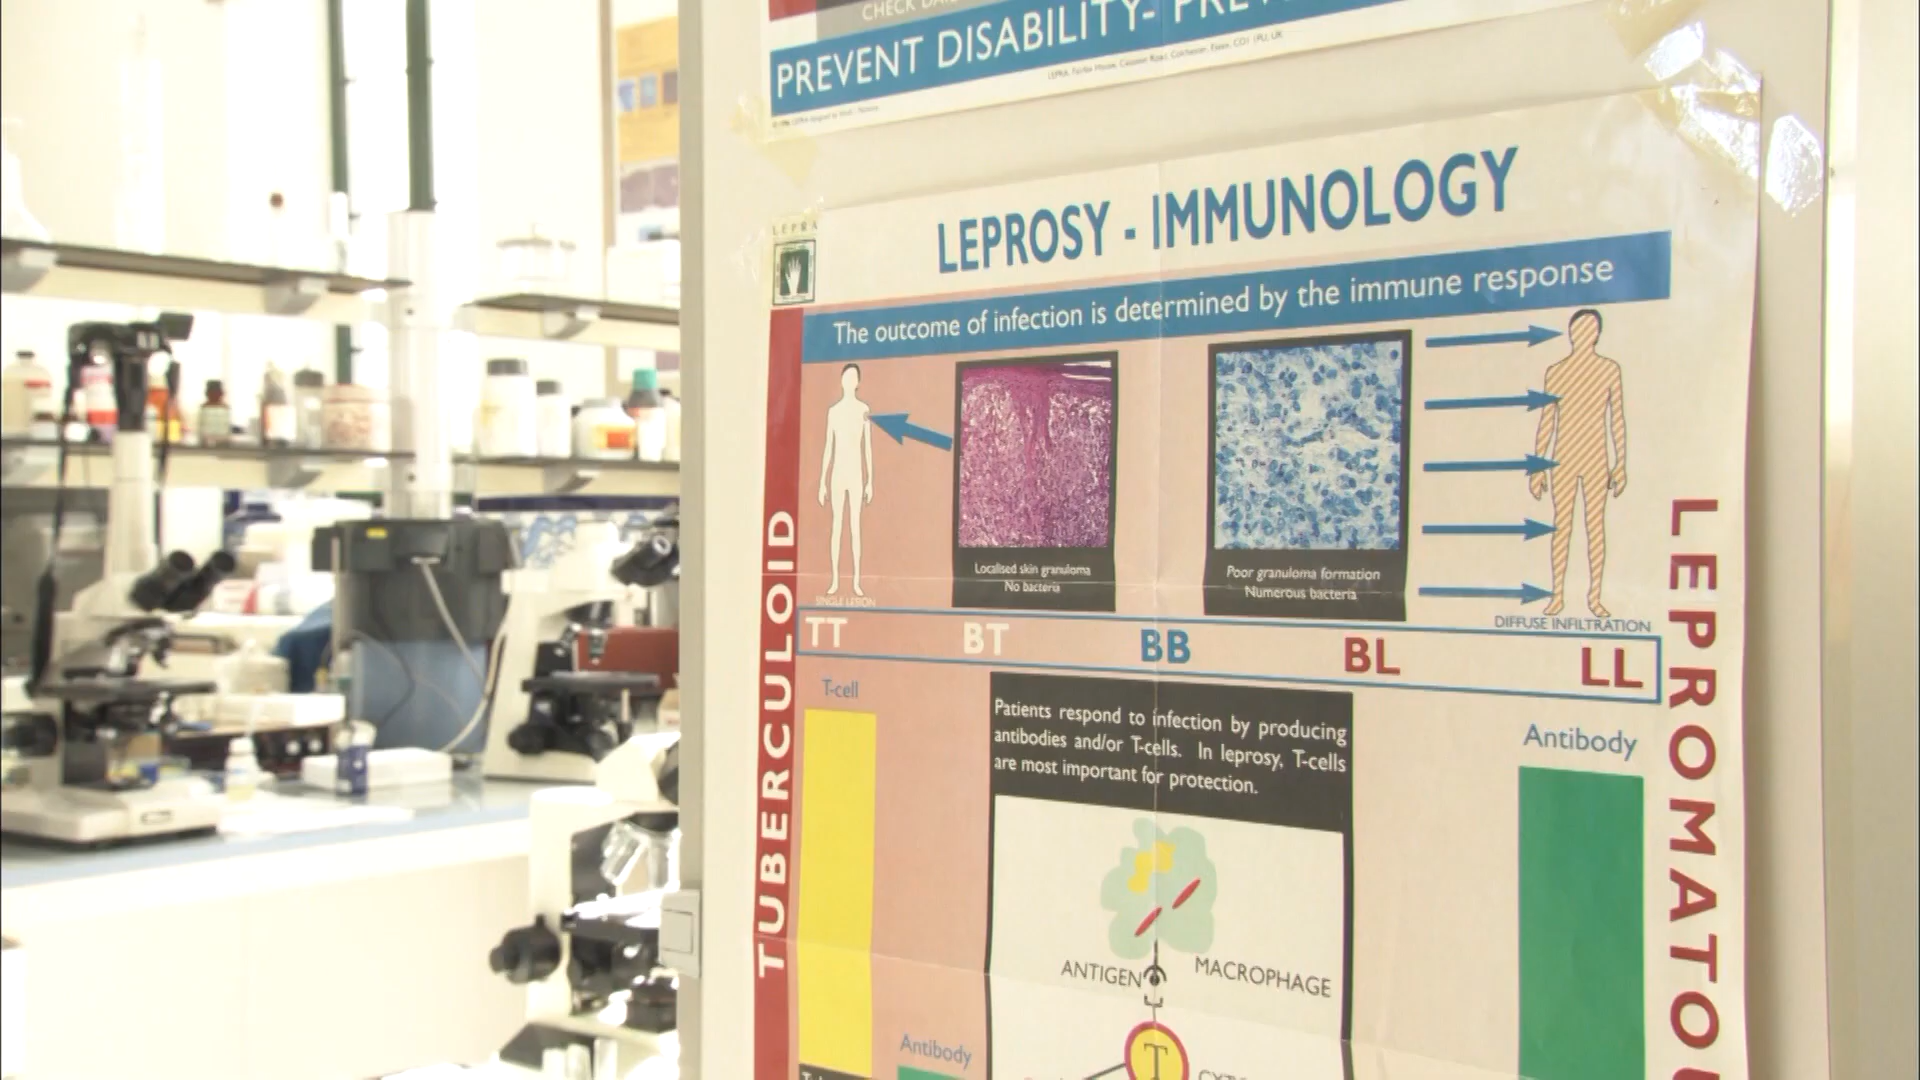 CHECK
PREVENT DISABILITY-
LEPROSY - IMMUNOLOGY
LEPRA
The outcome of infection is determined by the immune response
Localised skin granuloma
No bacteria
Poor granuloma formation
Numerous bacteria
SINGLE LESION
DIFFUSE INFILTRATION
TT BT BB BL LL
TUBERCULOID
LEPROMATO
T-cell
Patients respond to infection by producing
antibodies and/or T-cells. In leprosy, T-cells
are most important for protection.
Antibody
ANTIGEN
MACROPHAGE
Antibody
T